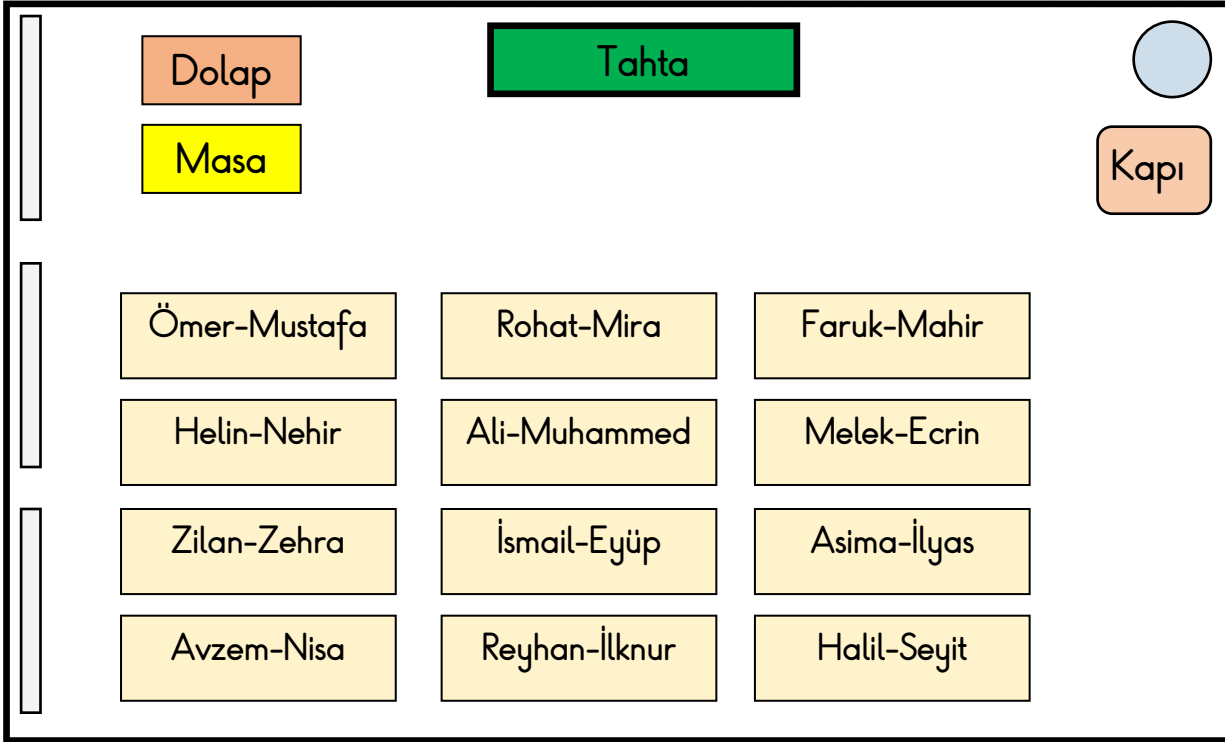 Dolap
Tahta
Masa
Kapı
Ömer-Mustafa
Rohat-Mira
Faruk-Mahir
Helin-Nehir
Ali-Muhammed
Melek-Ecrin
Zilan-Zehra
İsmail-Eyüp
Asima-İlyas
Avzem-Nisa
Reyhan-İlknur
Halil-Seyit